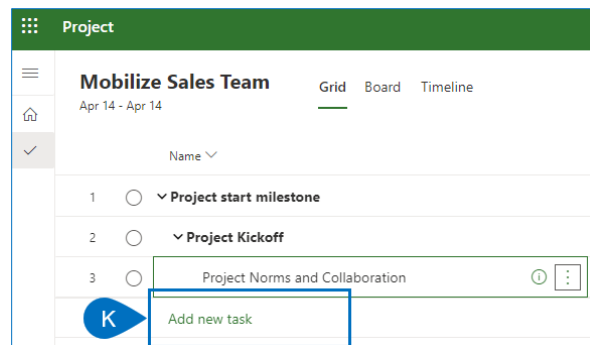 Project
Mobilize Sales Team
Grid Board Timeline
Apr 14 - Apr 14
Name
1 Project start milestone
2 Project Kickoff
3 Project Norms and Collaboration
K
Add new task